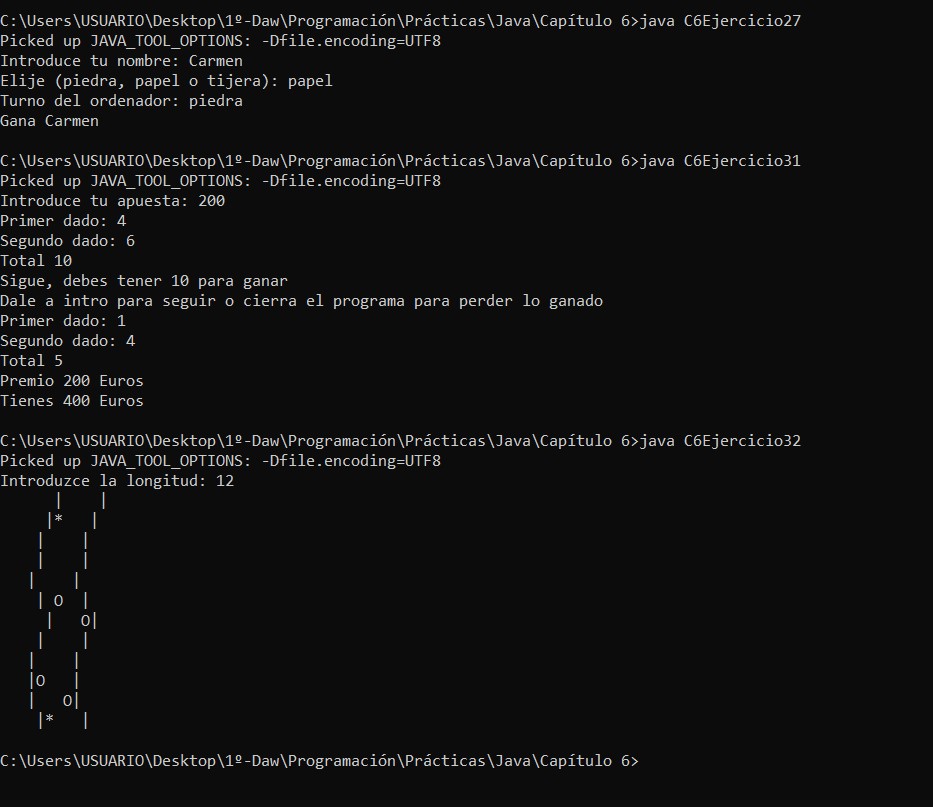 C:\Users\USUARIO\Desktop\1º-Daw\Programación\Prácticas\Java\Capítulo 6>java C6Ejercicio27
Picked up JAVA_TOOL_OPTIONS: -Dfile.encoding=UTF8
Introduce tu nombre: Carmen
Elije (piedra, papel o tijera): papel
Turno del ordenador: piedra
Gana Carmen

C:\Users\USUARIO\Desktop\1º-Daw\Programación\Prácticas\Java\Capítulo 6>java C6Ejercicio31
Picked up JAVA_TOOL_OPTIONS: -Dfile.encoding=UTF8
Introduce tu apuesta: 200
Primer dado: 4
Segundo dado: 6
Total 10
Sigue, debes tener 10 para ganar
Dale a intro para seguir o cierra el programa para perder lo ganado
Primer dado: 1
Segundo dado: 4
Total 5
Premio 200 Euros
Tienes 400 Euros

C:\Users\USUARIO\Desktop\1º-Daw\Programación\Prácticas\Java\Capítulo 6>java C6Ejercicio32
Picked up JAVA_TOOL_OPTIONS: -Dfile.encoding=UTF8
Introduzce la longitud: 12
      |    |
     |*   |
    |    |
    |    |
   |    |
    | O  |
     |   O|
    |    |
   |    |
   |O   |
   |   O|
    |*   |

C:\Users\USUARIO\Desktop\1º-Daw\Programación\Prácticas\Java\Capítulo 6>